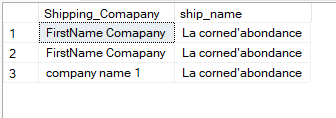 Shipping_Comapany ship_name
1 FirstName Comapany La corned'abondance
2 FirstName Comapany La corned'abondance
3 company name 1 La corned'abondance